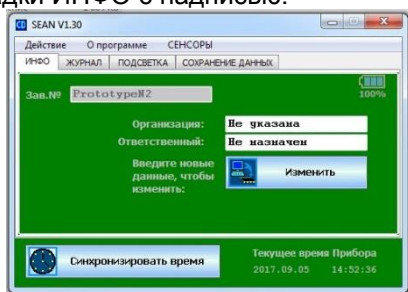 дки ИНФО с надписью:
SEAN V1.30
Действие О программе СЕНСОРЫ
ИНФО ЖУРНАЛ ПОДСВЕТКА СОХРАНЕНИЕ ДАННЫХ
Зав.№ PrototypeN2 100%
Организация: Не указана
Ответственный: Не назначен
Введите новые данные, чтобы изменить: Изменить
Синхронизировать время
Текущее время Прибора
2017.09.05 14:52:36